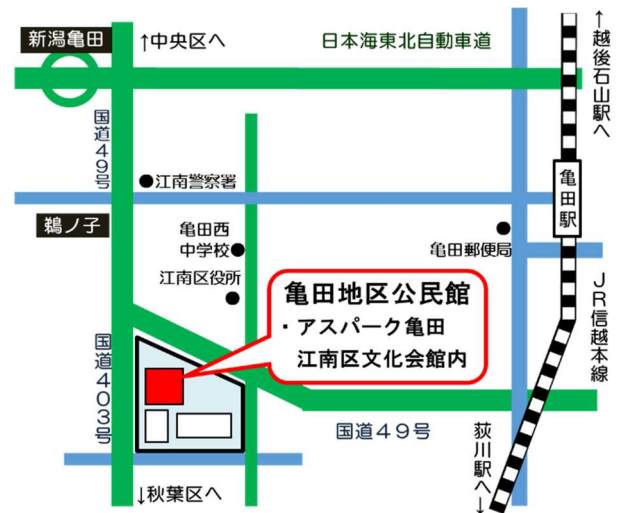 新潟亀田
↑中央区へ
日本海東北自動車道
↑越後石山駅へ
国道49号
●江南警察署
亀田駅
鵜ノ子
亀田西
中学校●
亀田郵便局
江南区役所
亀田地区公民館
・アスパーク亀田
江南区文化会館内
JR信越本線
国道403号
国道49号
荻川駅へ↓
↓秋葉区へ